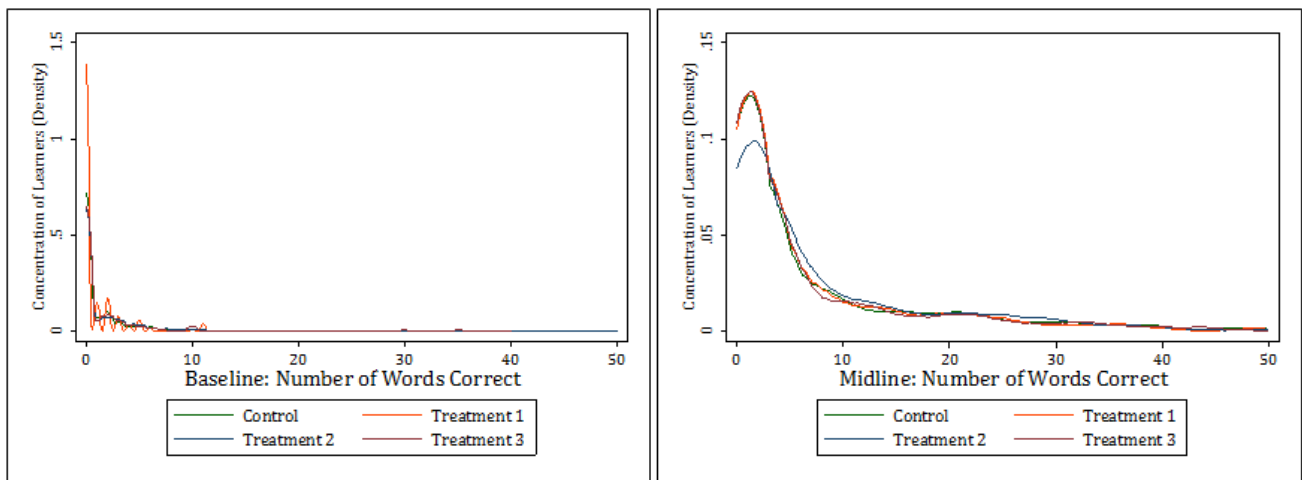 Concentration of Learners (Density)
1.5
1
.5
0
0 10 20 30 40 50
Baseline: Number of Words Correct
Control Treatment 1
Treatment 2 Treatment 3
Concentration of Learners (Density)
.15
.1
.05
0
0 10 20 30 40 50
Midline: Number of Words Correct
Control Treatment 1
Treatment 2 Treatment 3